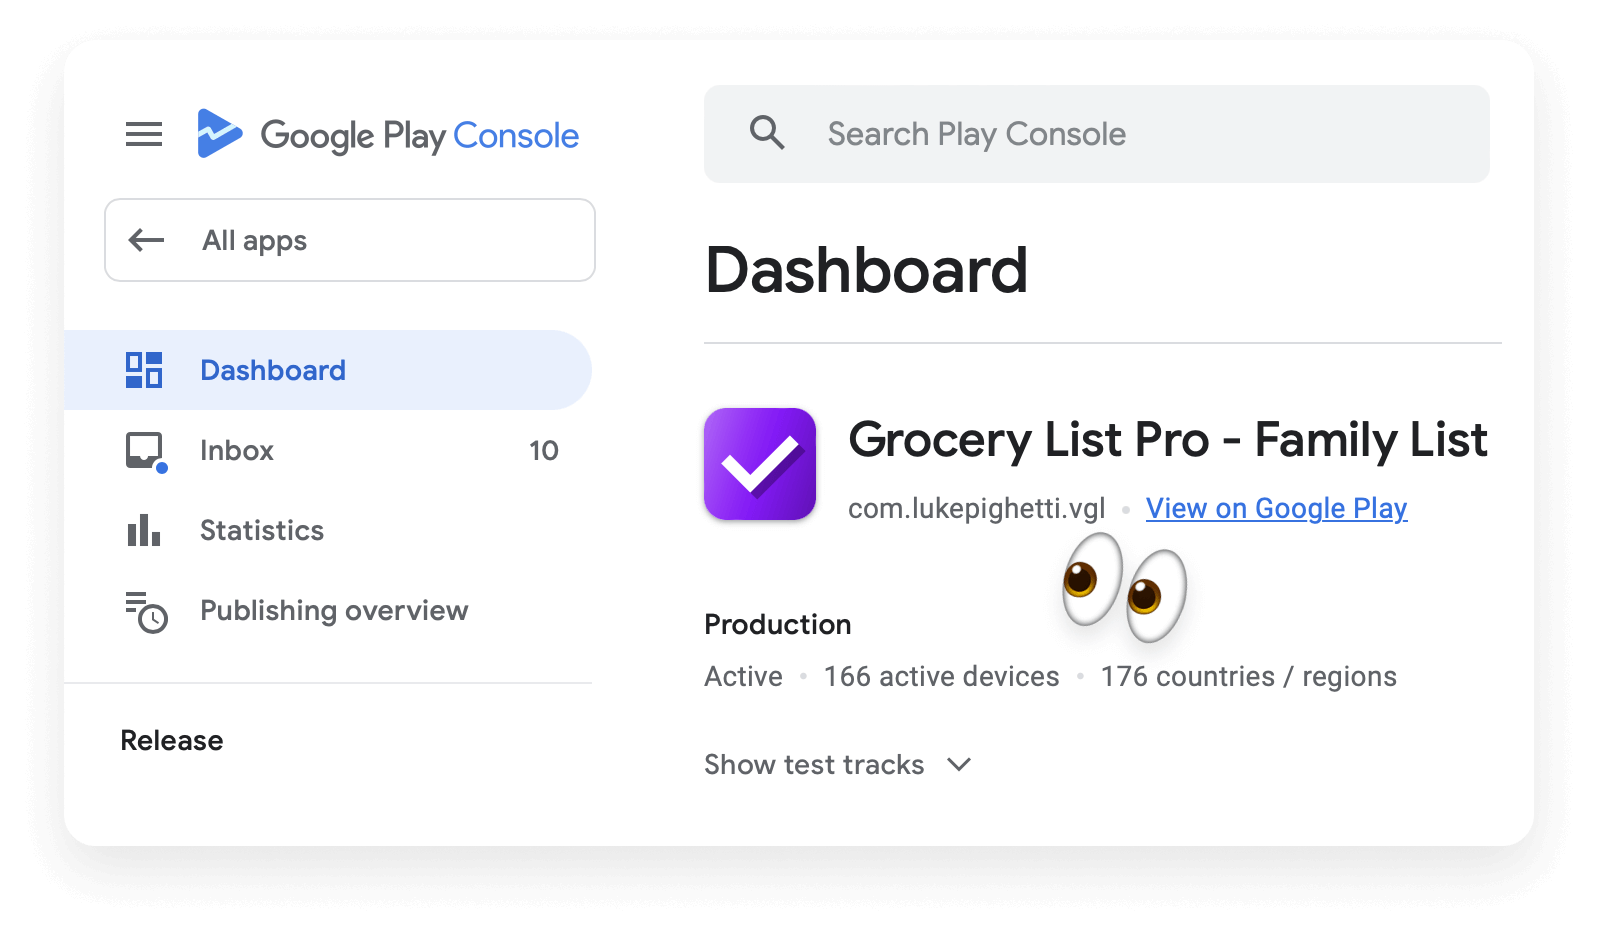 Google Play Console
Search Play Console
All apps
Dashboard
Inbox 10
Statistics
Publishing overview
Release
Dashboard
Grocery List Pro - Family List
com.lukepighetti.vgl • View on Google Play
Production
Active • 166 active devices • 176 countries / regions
Show test tracks